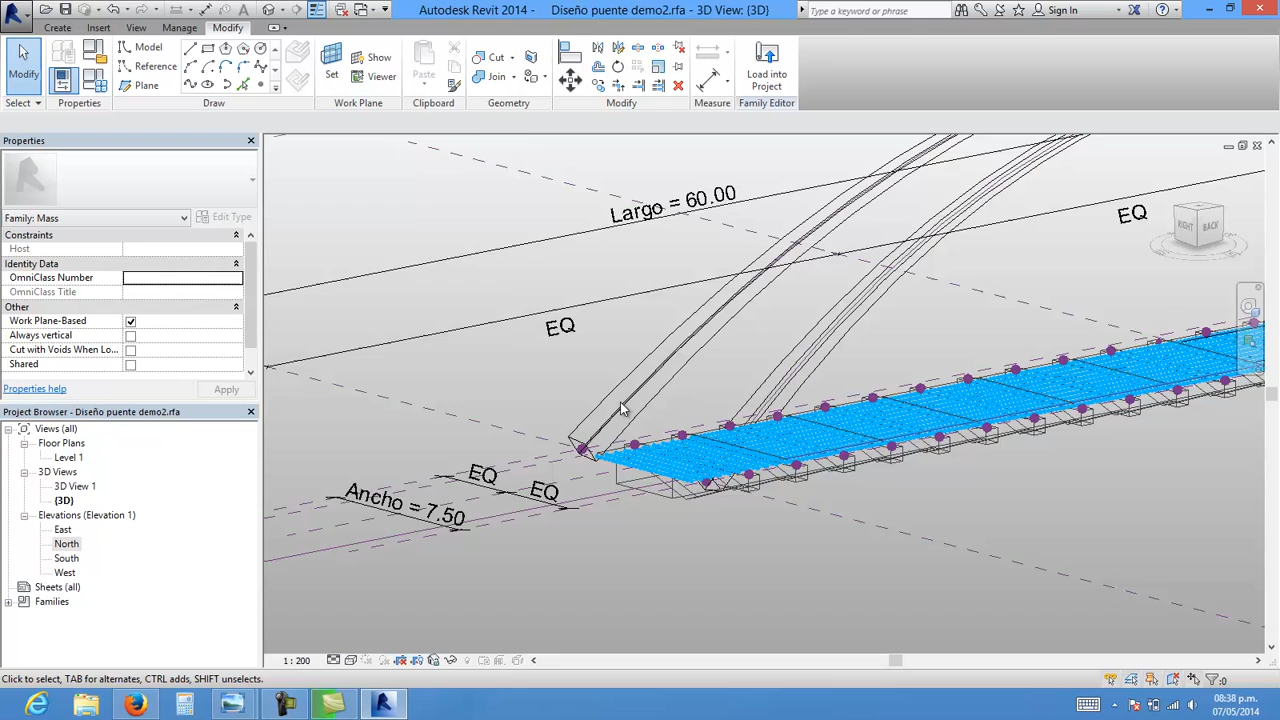 Autodesk Revit 2014 - Diseño puente demo2.rfa - 3D View: {3D}
Type a keyword or phrase
Sign In
Create Insert View Manage Modify
Modify
Model
Reference
Plane
Set
Show
Viewer
Paste
Cut
Join
Load into
Project
Select Properties Draw Work Plane Clipboard Geometry Modify Measure Family Editor
Properties
Family: Mass
Edit Type
Constraints
Host
Identity Data
OmniClass Number
OmniClass Title
Other
Work Plane-Based
Always vertical
Cut with Voids When Lo...
Shared
Properties help
Apply
Project Browser - Diseño puente demo2.rfa
Views (all)
Floor Plans
Level 1
3D Views
3D View 1
{3D}
Elevations (Elevation 1)
East
North
South
West
Sheets (all)
Families
Largo = 60.00
EQ
EQ
RIGHT
BACK
EQ
EQ
Ancho = 7.50
1 : 200
Click to select, TAB for alternates, CTRL adds, SHIFT unselects.
:0
08:38 p.m.
07/05/2014